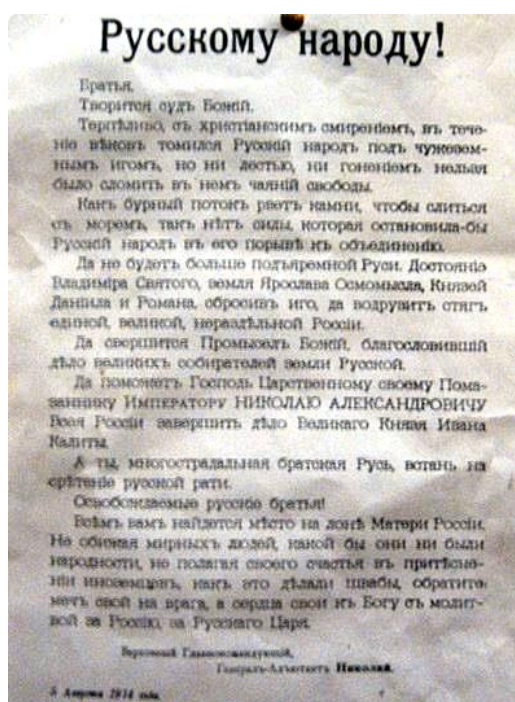 Русскому народу!
Братья,
Творится судъ Божій.
Терпѣливо, съ христіанскимъ смиреніемъ, въ тече-
ніе вѣковъ томился Русскій народъ подъ чужезем-
нымъ игомъ, но ни лестью, ни гоненіемъ нельзя
было сломить въ немъ чаяній свободы.
Какъ бурный потокъ рветъ камни, чтобы слиться
съ моремъ, такъ нѣтъ силы, которая остановила-бы
Русскій народъ въ его порывѣ къ объединенію.
Да не будетъ больше подъяремной Руси. Достояніе
Владиміра Святого, земля Ярослава Осмомысла, Князей
Даніила и Романа, сбросивъ иго, да водрузитъ стягъ
единой, великой, нераздѣльной Россіи.
Да свершится Промыселъ Божій, благословившій
дѣло великихъ собирателей земли Русской.
Да поможетъ Господь Царственному своему Пома-
заннику ИМПЕРАТОРУ НИКОЛАЮ АЛЕКСАНДРОВИЧУ
Всея Россіи завершить дѣло Великаго Князя Ивана
Калиты.
А ты, многострадальная братская Русь, встань на
срѣтеніе русской рати.
Освобождаемые русскіе братья!
Всѣмъ вамъ найдется мѣсто на лонѣ Матери Россіи.
Не обижая мирныхъ людей, какой бы они ни были
народности, не полагая своего счастья въ притѣсне-
ніи иноземцевъ, какъ это дѣлали швабы, обратите
мечъ свой на врага, а сердца свои къ Богу съ молит-
вой за Россію, за Русскаго Царя.
Верховный Главнокомандующій,
Генералъ-Адъютантъ Николай.
5 Августа 1914 года.